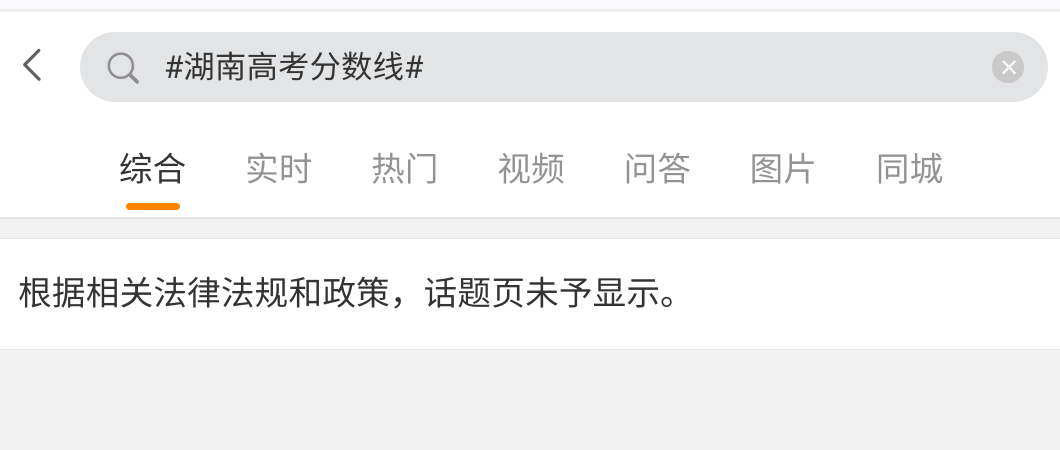 #湖南高考分数线#
综合 实时 热门 视频 问答 图片 同城
根据相关法律法规和政策，话题页未予显示。